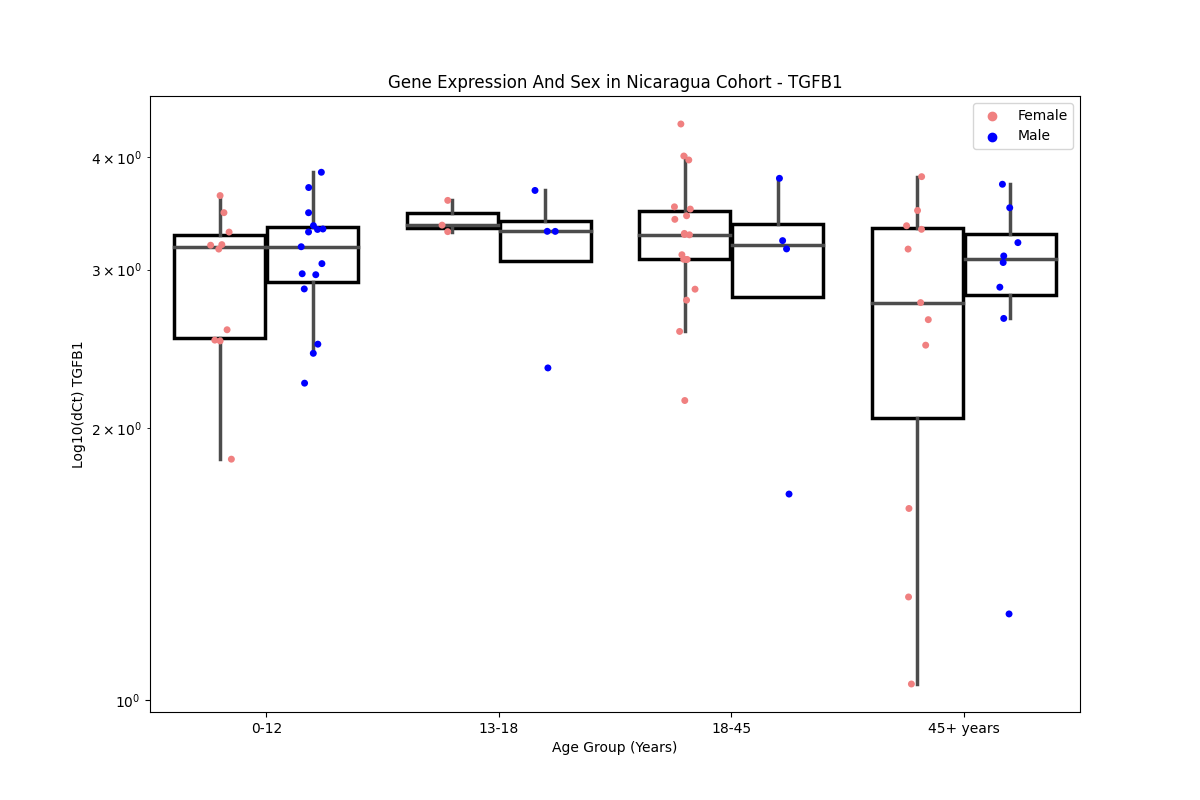 Gene Expression And Sex in Nicaragua Cohort - TGFB1
Female
Male
4 × 10⁰
3 × 10⁰
2 × 10⁰
10⁰
Log10(dCt) TGFB1
0-12
13-18
18-45
45+ years
Age Group (Years)